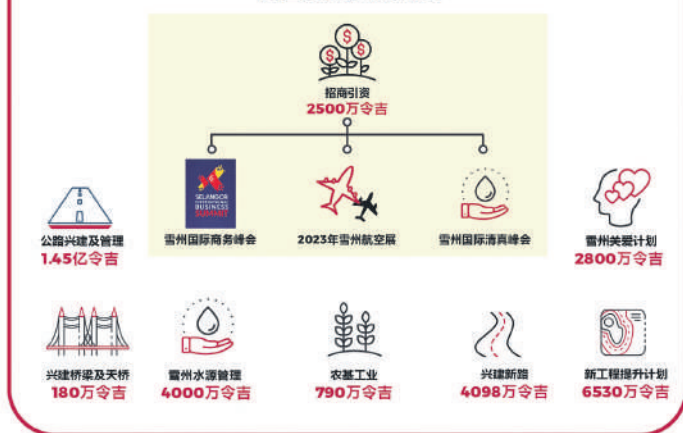 招商引资
2500万令吉
SELANGOR
INTERNATIONAL
BUSINESS
SUMMIT
雪州国际商务峰会
2023年雪州航空展
雪州国际清真峰会
公路兴建及管理
1.45亿令吉
雪州关爱计划
2800万令吉
兴建桥梁及天桥
180万令吉
雪州水源管理
4000万令吉
农基工业
790万令吉
兴建新路
4098万令吉
新工程提升计划
6530万令吉